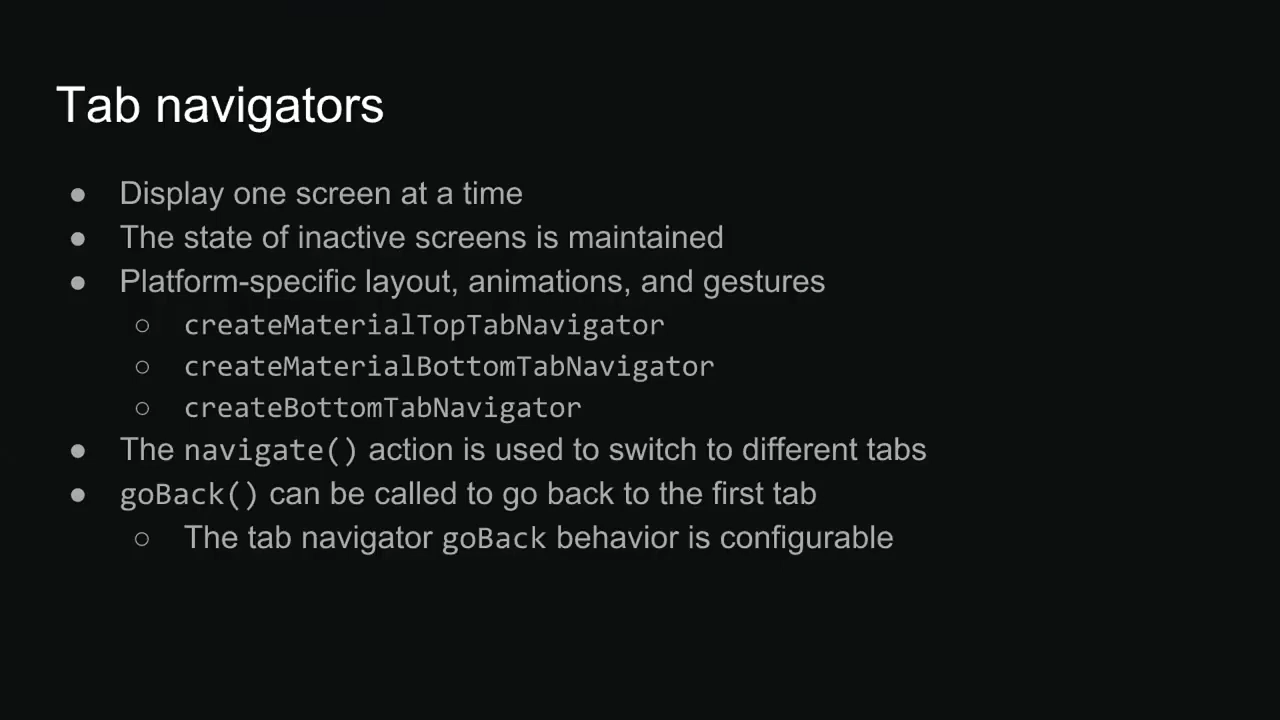 Tab navigators
● Display one screen at a time
● The state of inactive screens is maintained
● Platform-specific layout, animations, and gestures
○ createMaterialTopTabNavigator
○ createMaterialBottomTabNavigator
○ createBottomTabNavigator
● The navigate() action is used to switch to different tabs
● goBack() can be called to go back to the first tab
○ The tab navigator goBack behavior is configurable